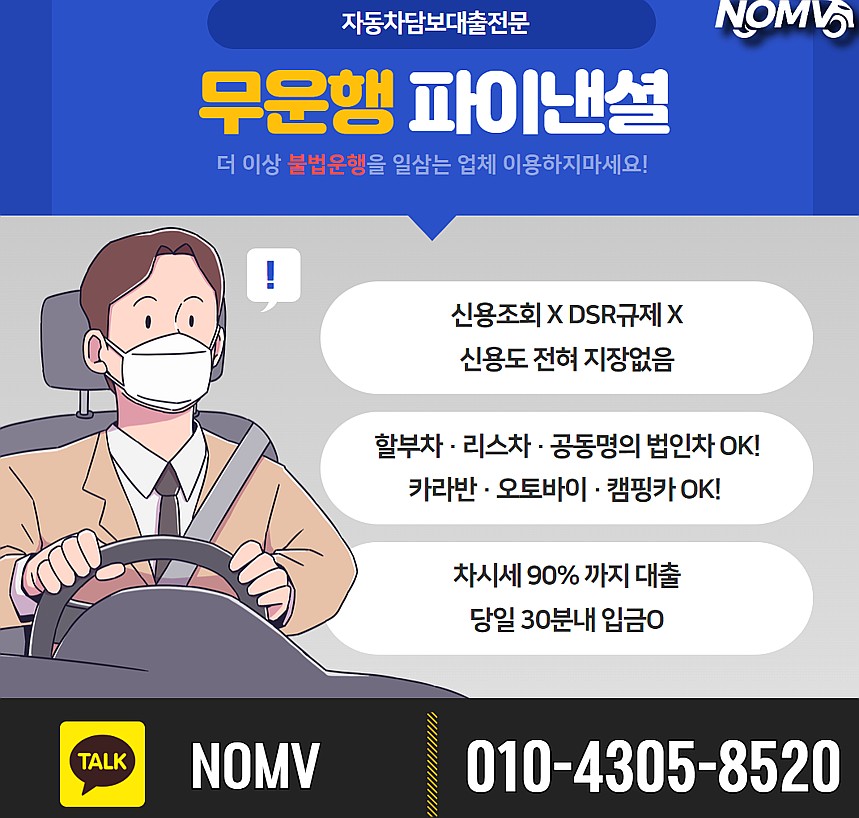 자동차담보대출전문
NOMV
무운행 파이낸셜
더 이상 불법운행을 일삼는 업체 이용하지마세요!
!
신용조회 X DSR규제 X
신용도 전혀 지장없음
할부차 · 리스차 · 공동명의 법인차 OK!
카라반 · 오토바이 · 캠핑카 OK!
차시세 90% 까지 대출
당일 30분내 입금O
TALK
NOMV
010-4305-8520